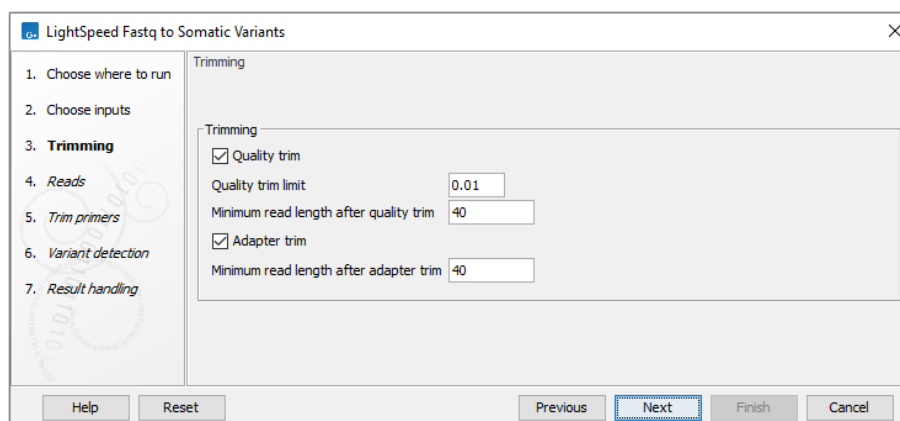 LightSpeed Fastq to Somatic Variants
1. Choose where to run
2. Choose inputs
3. Trimming
4. Reads
5. Trim primers
6. Variant detection
7. Result handling
Trimming
Trimming
Quality trim
Quality trim limit 0.01
Minimum read length after quality trim 40
Adapter trim
Minimum read length after adapter trim 40
Help Reset Previous Next Finish Cancel